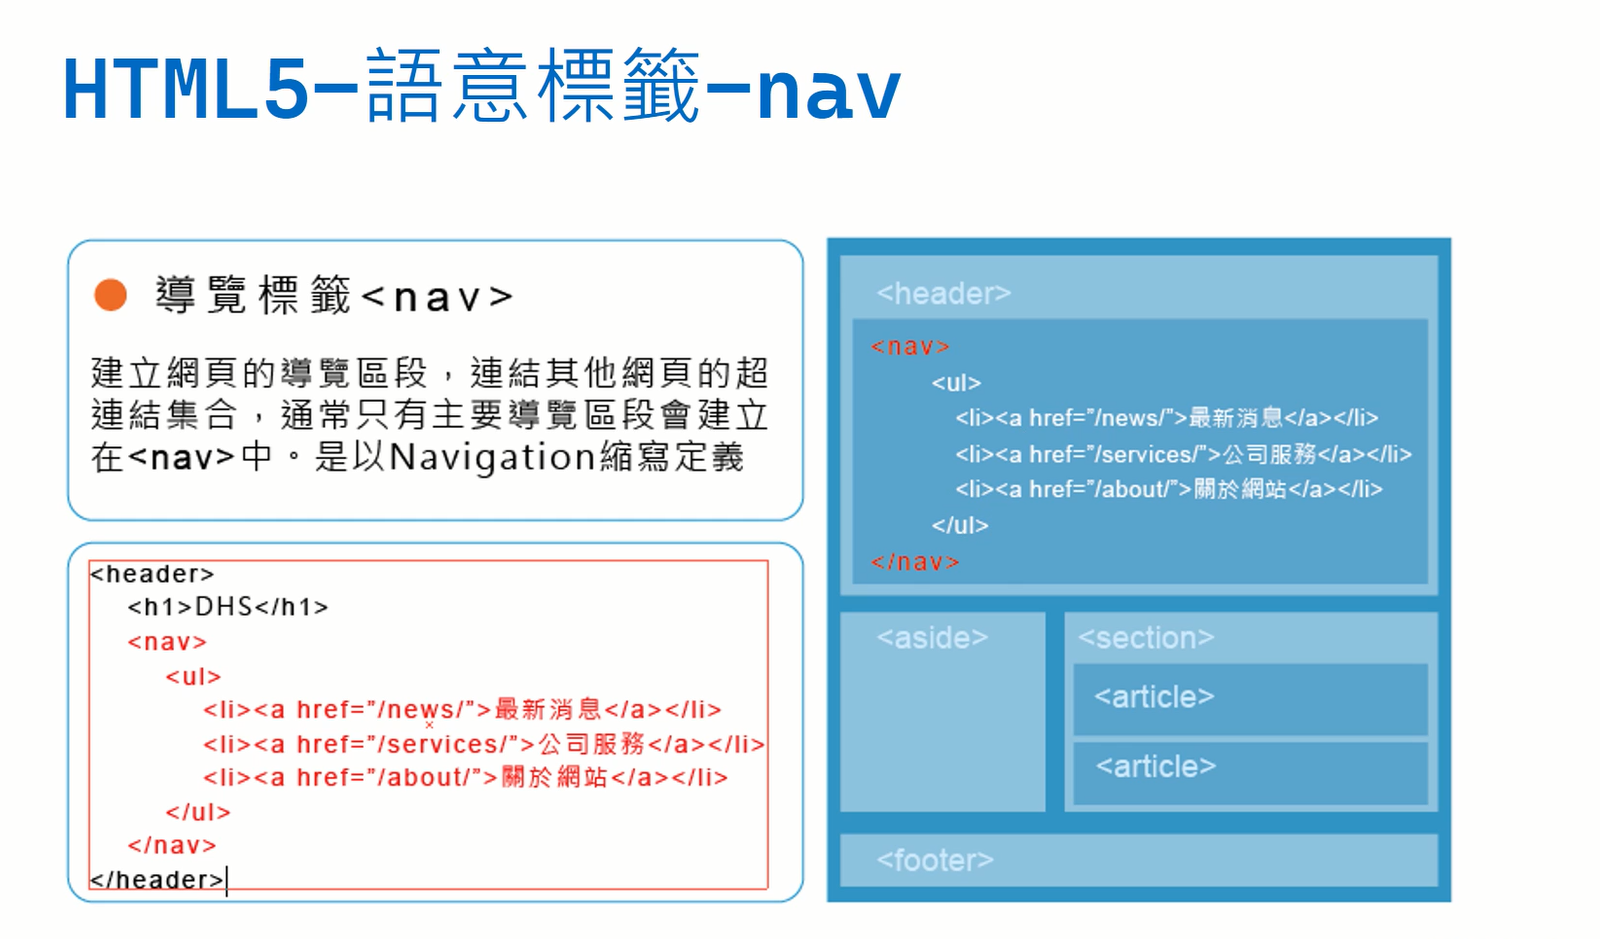 HTML5-語意標籤-nav
導覽標籤<nav>
建立網頁的導覽區段，連結其他網頁的超
連結集合，通常只有主要導覽區段會建立
在<nav>中。是以Navigation縮寫定義
<header>
<h1>DHS</h1>
<nav>
<ul>
<li><a href=”/news/”>最新消息</a></li>
<li><a href=”/services/”>公司服務</a></li>
<li><a href=”/about/”>關於網站</a></li>
</ul>
</nav>
</header>
<header>
<nav>
<ul>
<li><a href=”/news/”>最新消息</a></li>
<li><a href=”/services/”>公司服務</a></li>
<li><a href=”/about/”>關於網站</a></li>
</ul>
</nav>
<aside>
<section>
<article>
<article>
<footer>